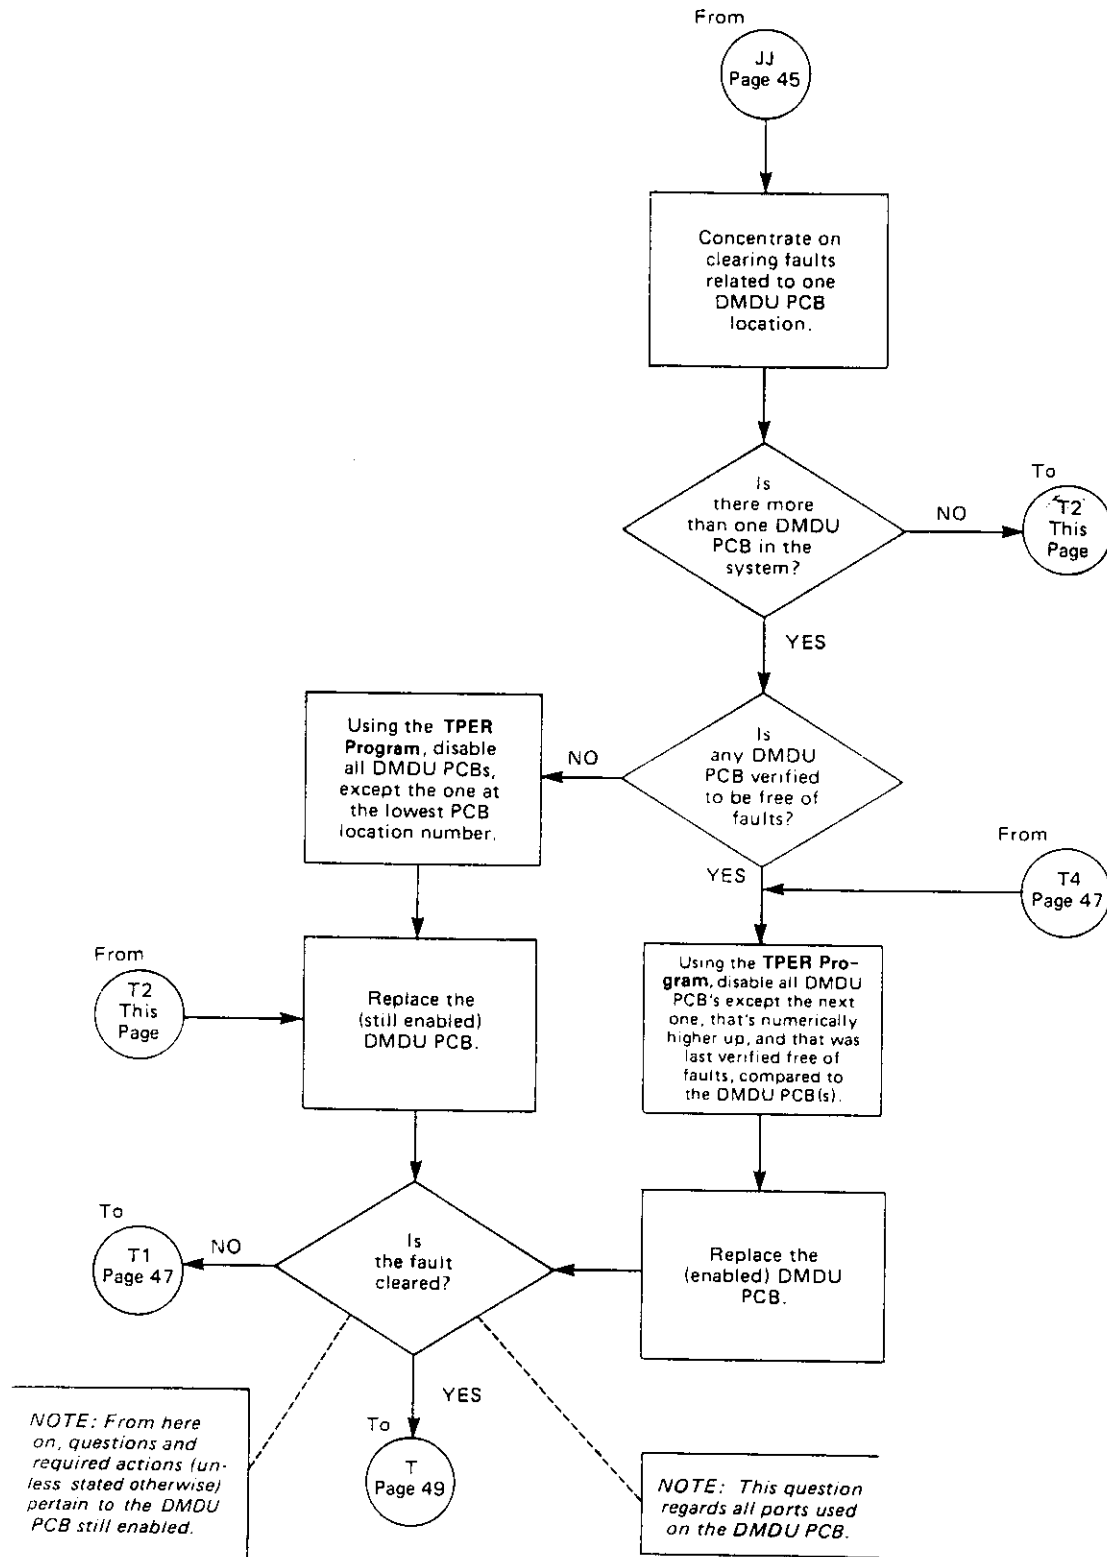 From
JJ
Page 45
Concentrate on
clearing faults
related to one
DMDU PCB
location.
Is
there more
than one DMDU
PCB in the
system?
NO
To
T2
This
Page
YES
Is
any DMDU
PCB verified
to be free of
faults?
NO
Using the TPER
Program, disable
all DMDU PCBs,
except the one at
the lowest PCB
location number.
YES
From
T4
Page 47
From
T2
This
Page
Replace the
(still enabled)
DMDU PCB.
Using the TPER Pro-
gram, disable all DMDU
PCB's except the next
one, that's numerically
higher up, and that was
last verified free of
faults, compared to
the DMDU PCB(s).
To
T1
Page 47
NO
Is
the fault
cleared?
Replace the
(enabled) DMDU
PCB.
YES
To
T
Page 49
NOTE: From here
on, questions and
required actions (un-
less stated otherwise)
pertain to the DMDU
PCB still enabled.
NOTE: This question
regards all ports used
on the DMDU PCB.